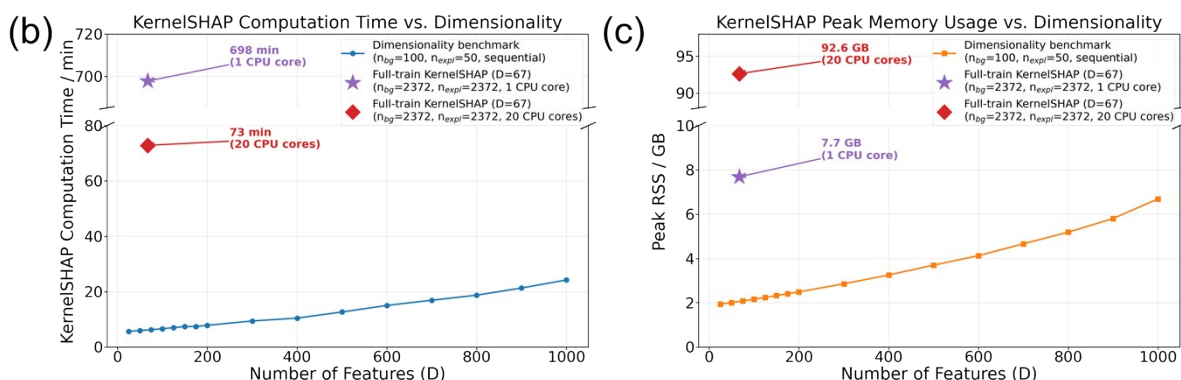 (b)
KernelSHAP Computation Time vs. Dimensionality
KernelSHAP Computation Time / min
720
700
80
60
40
20
0
698 min
(1 CPU core)
73 min
(20 CPU cores)
Dimensionality benchmark
(n_bg=100, n_expl=50, sequential)
Full-train KernelSHAP (D=67)
(n_bg=2372, n_expl=2372, 1 CPU core)
Full-train KernelSHAP (D=67)
(n_bg=2372, n_expl=2372, 20 CPU cores)
0 200 400 600 800 1000
Number of Features (D)
(c)
KernelSHAP Peak Memory Usage vs. Dimensionality
Peak RSS / GB
95
90
10
8
6
4
2
0
92.6 GB
(20 CPU cores)
7.7 GB
(1 CPU core)
Dimensionality benchmark
(n_bg=100, n_expl=50, sequential)
Full-train KernelSHAP (D=67)
(n_bg=2372, n_expl=2372, 1 CPU core)
Full-train KernelSHAP (D=67)
(n_bg=2372, n_expl=2372, 20 CPU cores)
0 200 400 600 800 1000
Number of Features (D)